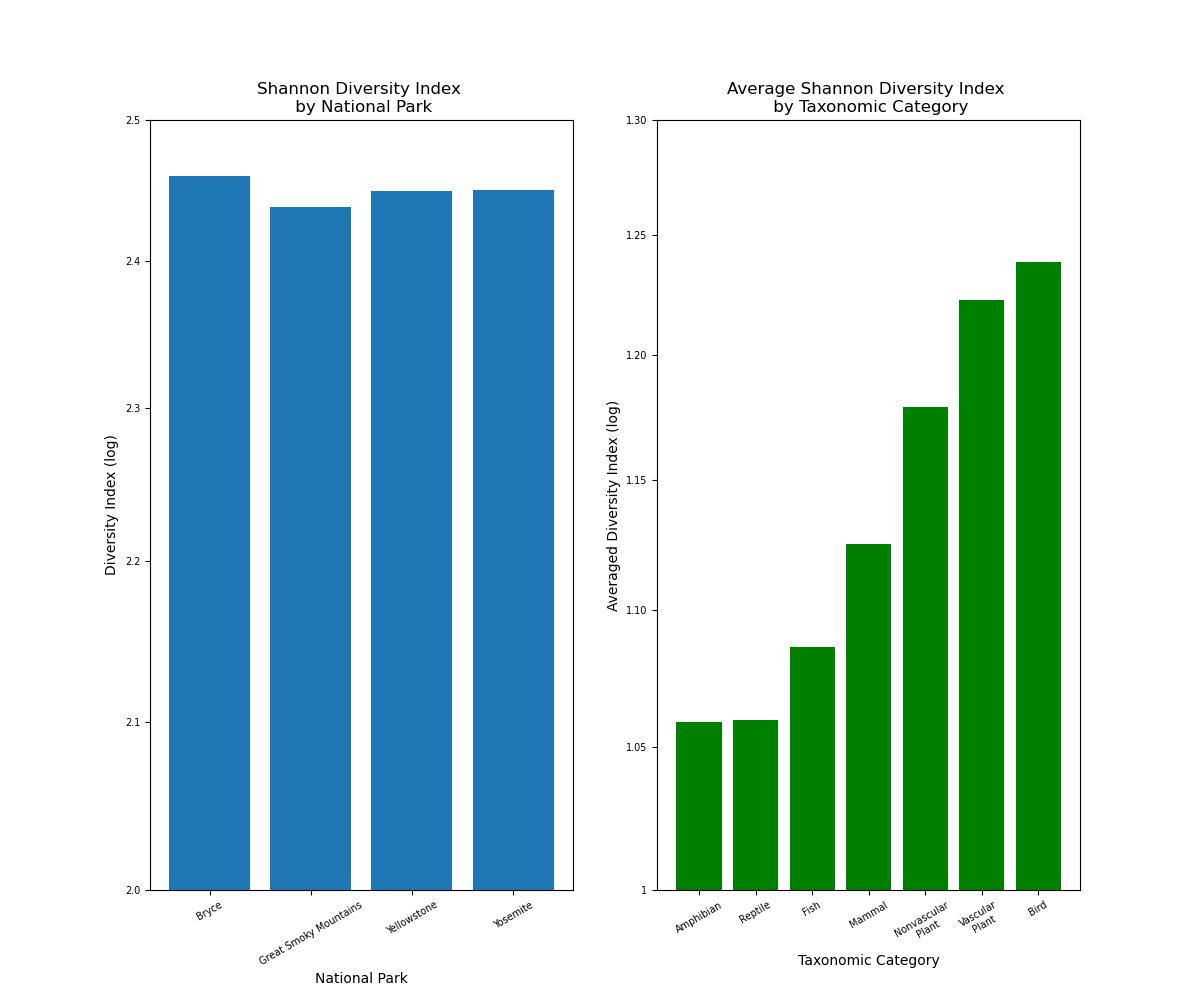 Shannon Diversity Index
by National Park
2.5
2.4
2.3
2.2
2.1
2.0
Diversity Index (log)
Bryce
Great Smoky Mountains
Yellowstone
Yosemite
National Park
Average Shannon Diversity Index
by Taxonomic Category
1.30
1.25
1.20
1.15
1.10
1.05
1
Averaged Diversity Index (log)
Amphibian
Reptile
Fish
Mammal
Nonvascular
Plant
Vascular
Plant
Bird
Taxonomic Category